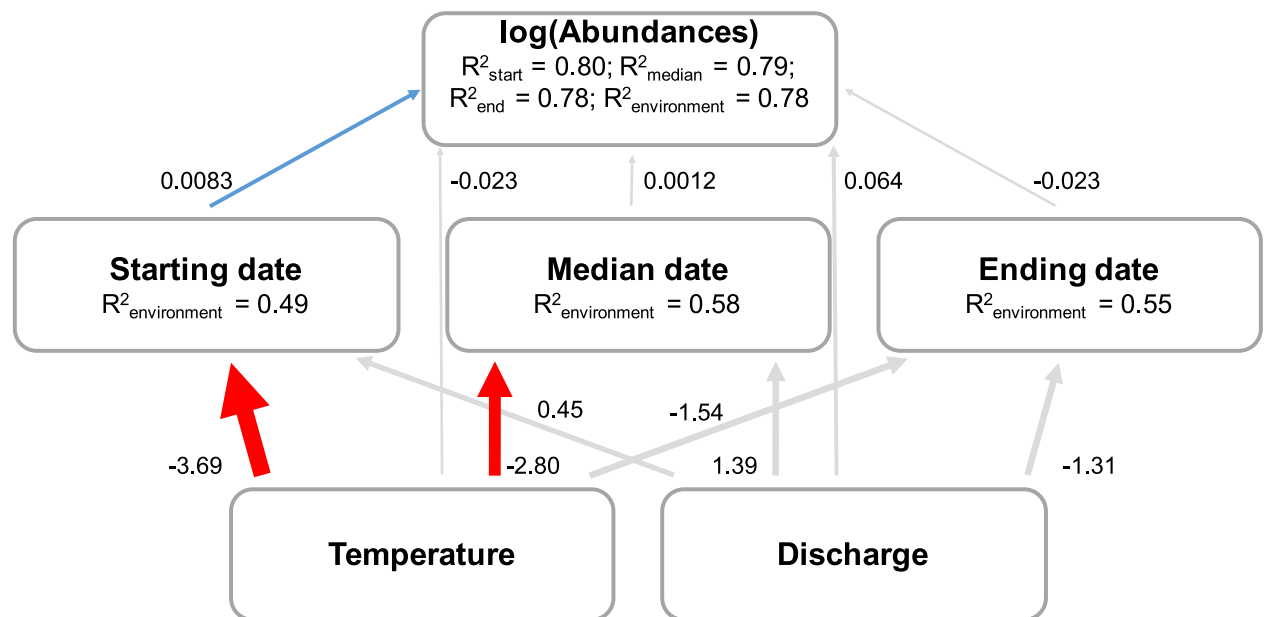 log(Abundances)
R²start = 0.80; R²median = 0.79;
R²end = 0.78; R²environment = 0.78
0.0083
-0.023
0.0012
0.064
-0.023
Starting date
R²environment = 0.49
Median date
R²environment = 0.58
Ending date
R²environment = 0.55
0.45
-1.54
-3.69
-2.80
1.39
-1.31
Temperature
Discharge